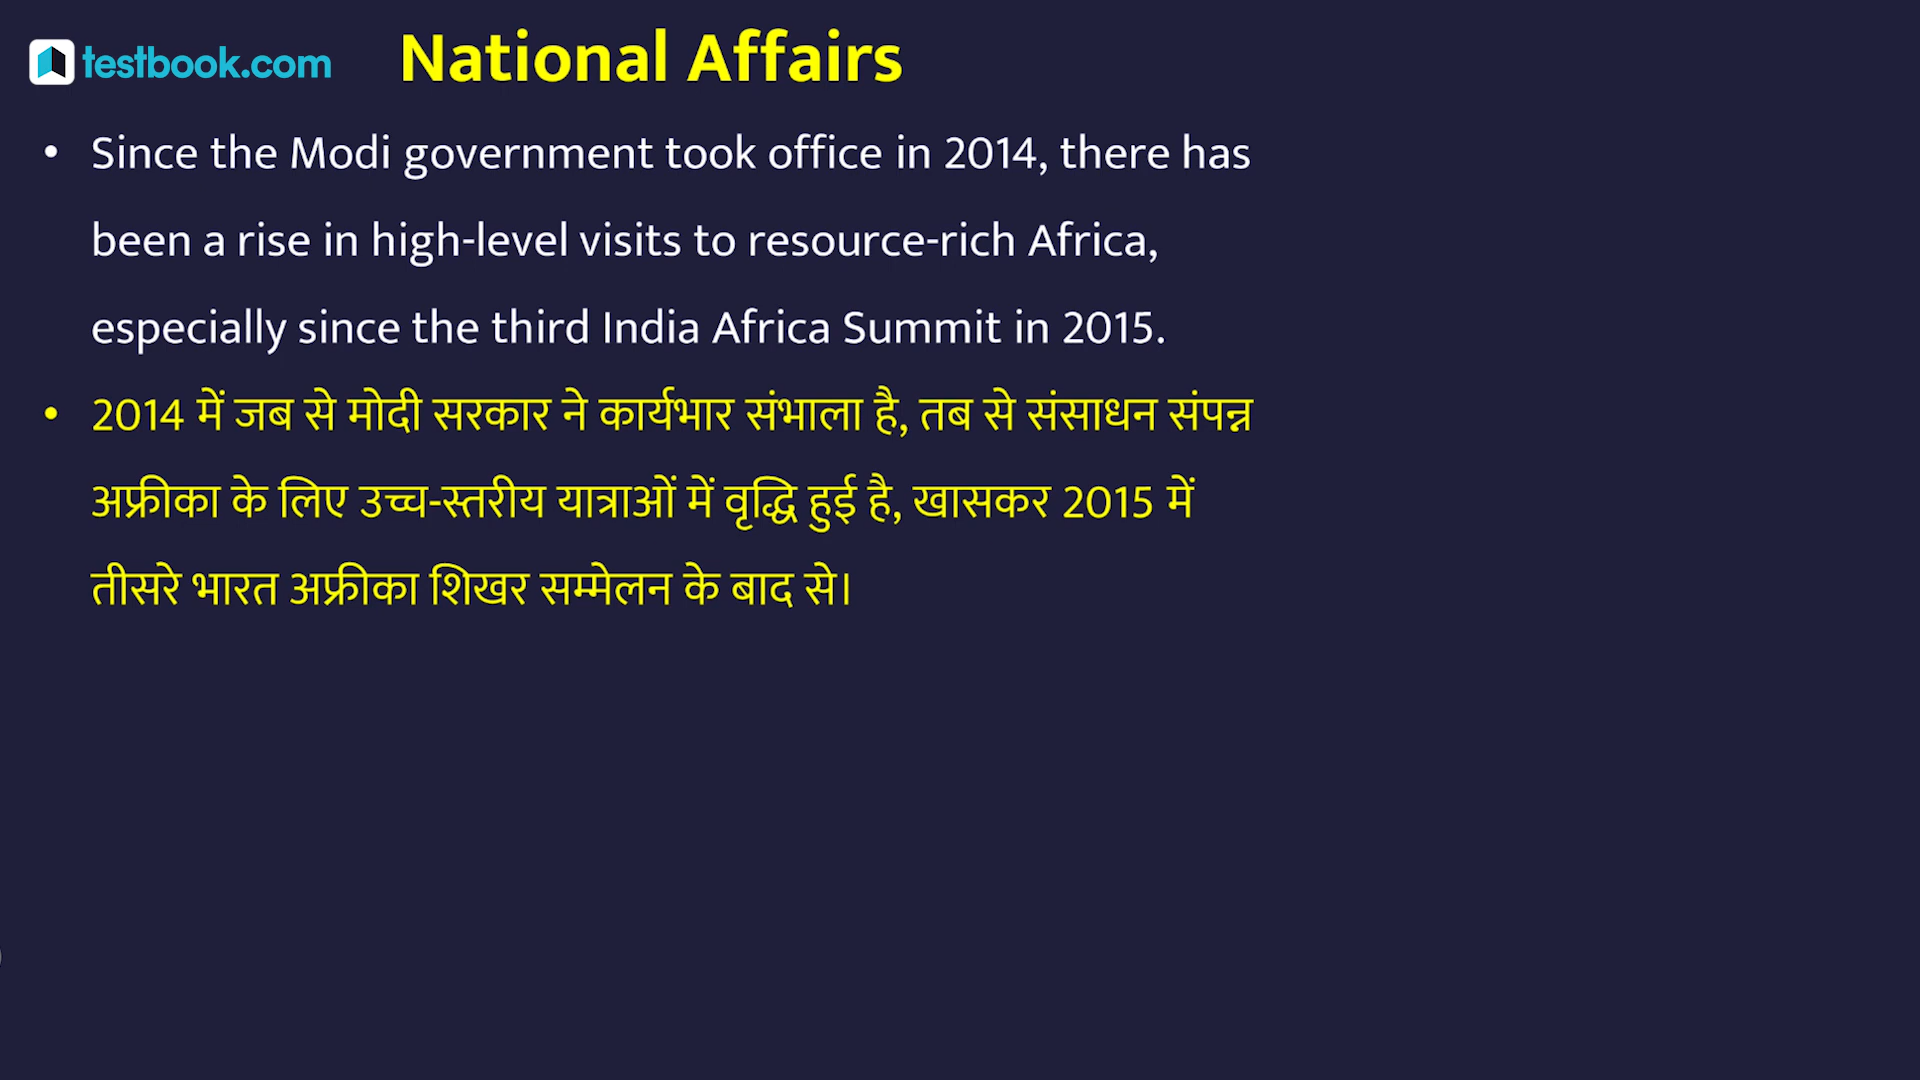 testbook.com
National Affairs
• Since the Modi government took office in 2014, there has
been a rise in high-level visits to resource-rich Africa,
especially since the third India Africa Summit in 2015.
• 2014 में जब से मोदी सरकार ने कार्यभार संभाला है, तब से संसाधन संपन्न
अफ्रीका के लिए उच्च-स्तरीय यात्राओं में वृद्धि हुई है, खासकर 2015 में
तीसरे भारत अफ्रीका शिखर सम्मेलन के बाद से।